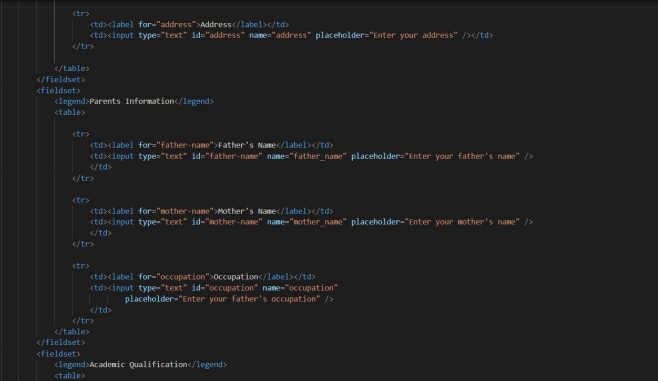 <tr>
<td><label for="address">Address</label></td>
<td><input type="text" id="address" name="address" placeholder="Enter your address" /></td>
</tr>
</table>
</fieldset>
<fieldset>
<legend>Parents Information</legend>
<table>
<tr>
<td><label for="father-name">Father's Name</label></td>
<td><input type="text" id="father-name" name="father_name" placeholder="Enter your father's name" />
</td>
</tr>
<tr>
<td><label for="mother-name">Mother's Name</label></td>
<td><input type="text" id="mother-name" name="mother_name" placeholder="Enter your mother's name" />
</td>
</tr>
<tr>
<td><label for="occupation">Occupation</label></td>
<td><input type="text" id="occupation" name="occupation"
placeholder="Enter your father's occupation" />
</td>
</tr>
</table>
</fieldset>
<fieldset>
<legend>Academic Qualification</legend>
<table>